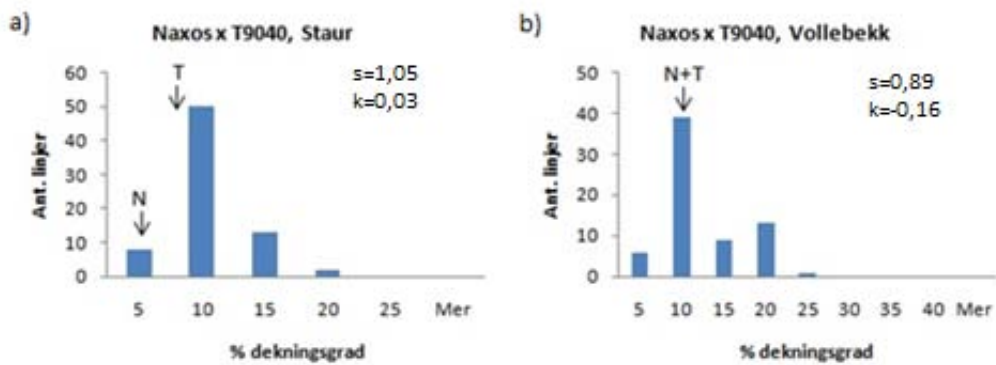 a)
Naxos x T9040, Staur
s=1,05
k=0,03
T
N
Ant. linjer
60
50
40
30
20
10
0
5 10 15 20 25 Mer
% dekningsgrad
b)
Naxos x T9040, Vollebekk
s=0,89
k=-0,16
N+T
Ant. linjer
50
40
30
20
10
0
5 10 15 20 25 30 35 40 Mer
% dekningsgrad